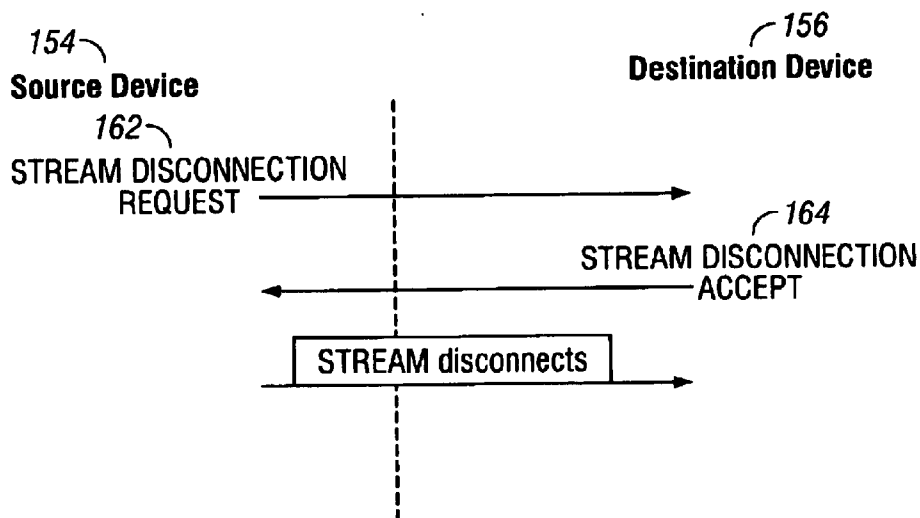 154
Source Device
156
Destination Device
162
STREAM DISCONNECTION
REQUEST
164
STREAM DISCONNECTION
ACCEPT
STREAM disconnects